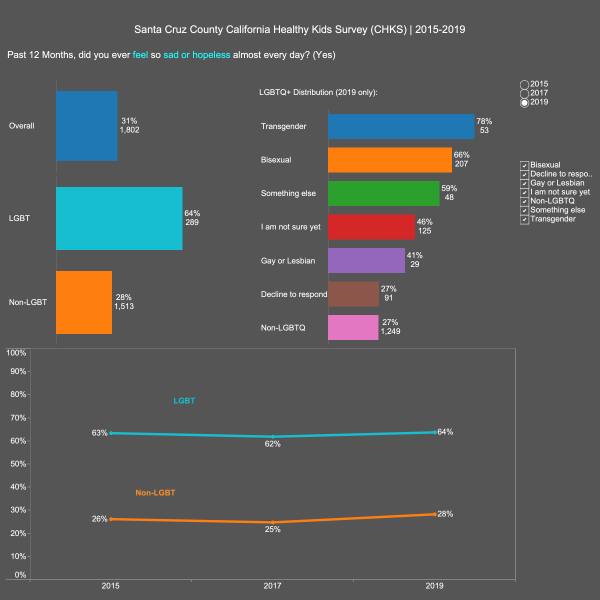 Santa Cruz County California Healthy Kids Survey (CHKS) | 2015-2019
Past 12 Months, did you ever feel so sad or hopeless almost every day? (Yes)
Overall
31%
1,802
LGBT
64%
289
Non-LGBT
28%
1,513
LGBTQ+ Distribution (2019 only):
Transgender
78%
53
Bisexual
66%
207
Something else
59%
48
I am not sure yet
46%
125
Gay or Lesbian
41%
29
Decline to respond
27%
91
Non-LGBTQ
27%
1,249
2015
2017
2019
Bisexual
Decline to respo..
Gay or Lesbian
I am not sure yet
Non-LGBTQ
Something else
Transgender
100%
90%
80%
70%
60%
50%
40%
30%
20%
10%
0%
LGBT
63%
62%
64%
Non-LGBT
26%
25%
28%
2015
2017
2019